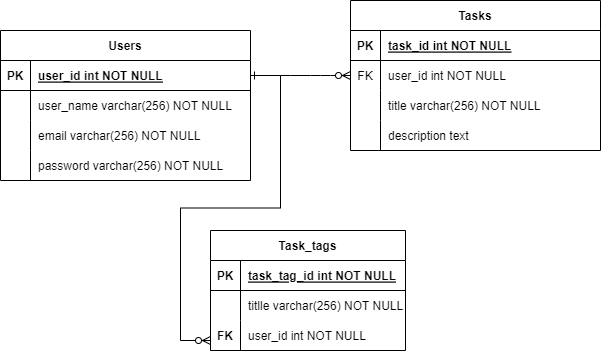 Users
PK user_id int NOT NULL
user_name varchar(256) NOT NULL
email varchar(256) NOT NULL
password varchar(256) NOT NULL
Tasks
PK task_id int NOT NULL
FK user_id int NOT NULL
title varchar(256) NOT NULL
description text
Task_tags
PK task_tag_id int NOT NULL
titlle varchar(256) NOT NULL
FK user_id int NOT NULL